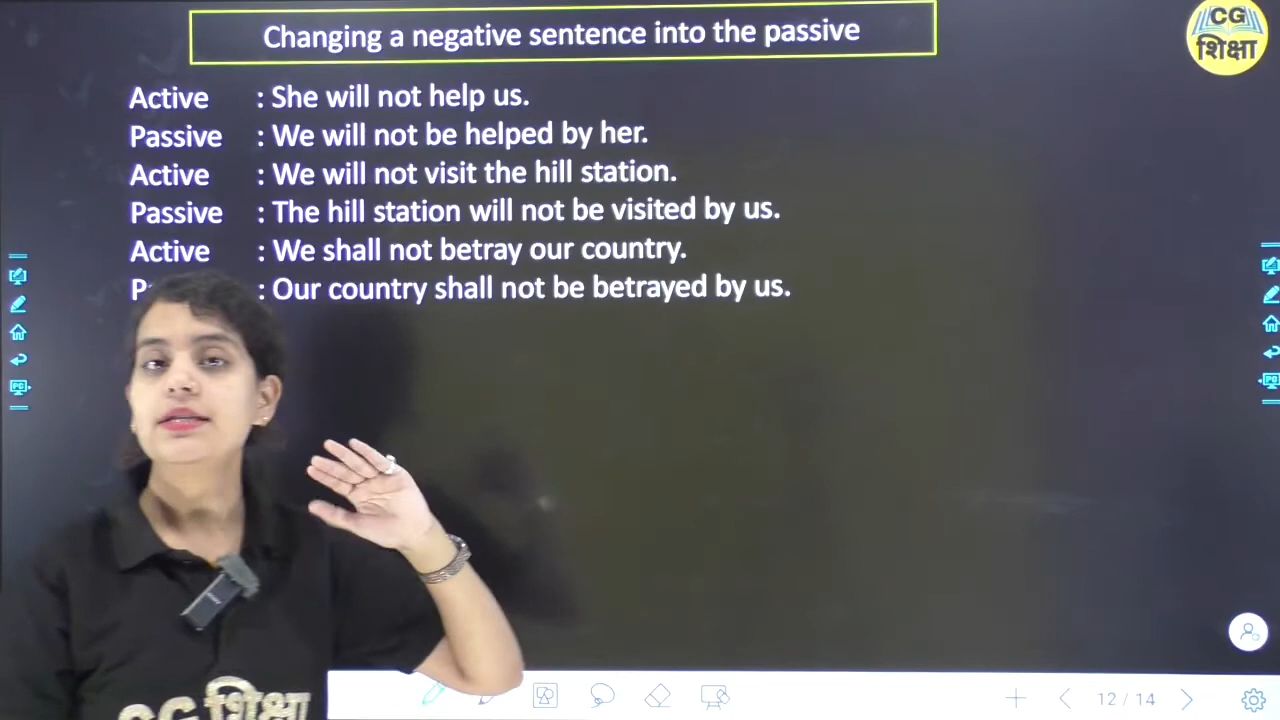 Changing a negative sentence into the passive
CG
शिक्षा
Active : She will not help us.
Passive : We will not be helped by her.
Active : We will not visit the hill station.
Passive : The hill station will not be visited by us.
Active : We shall not betray our country.
: Our country shall not be betrayed by us.
CG शिक्षा
12 / 14